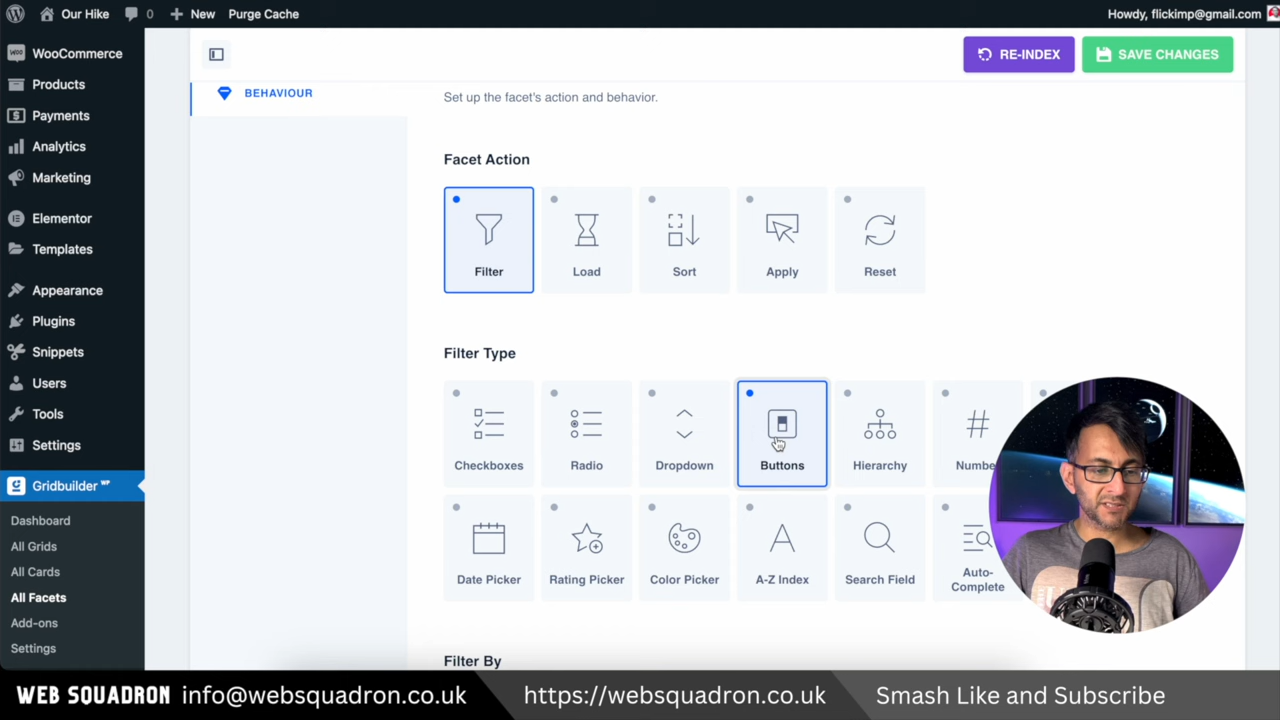 Our Hike
0
New
Purge Cache
Howdy, flickimp@gmail.com
WooCommerce
Products
Payments
Analytics
Marketing
Elementor
Templates
Appearance
Plugins
Snippets
Users
Tools
Settings
Gridbuilder WP
Dashboard
All Grids
All Cards
All Facets
Add-ons
Settings
RE-INDEX
SAVE CHANGES
BEHAVIOUR
Set up the facet's action and behavior.
Facet Action
Filter
Load
Sort
Apply
Reset
Filter Type
Checkboxes
Radio
Dropdown
Buttons
Hierarchy
Numbe
Date Picker
Rating Picker
Color Picker
A-Z Index
Search Field
Auto-
Complete
Filter By
WEB SQUADRON info@websquadron.co.uk
https://websquadron.co.uk
Smash Like and Subscribe